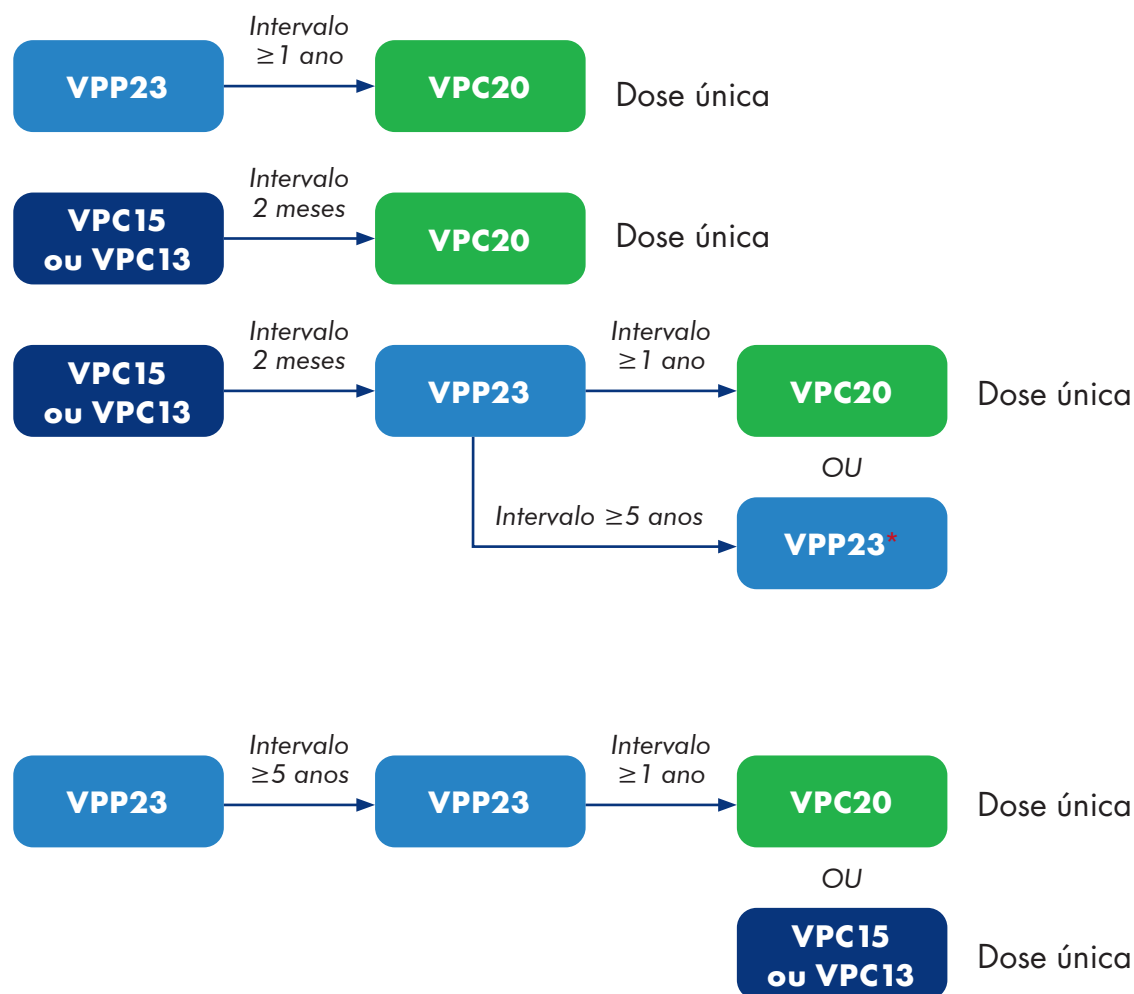 Intervalo
≥1 ano
VPP23
VPC20
Dose única
Intervalo
2 meses
VPC15
ou VPC13
VPC20
Dose única
Intervalo
2 meses
Intervalo
≥1 ano
VPC15
ou VPC13
VPP23
VPC20
Dose única
OU
Intervalo ≥5 anos
VPP23*
Intervalo
≥5 anos
Intervalo
≥1 ano
VPP23
VPP23
VPC20
Dose única
OU
VPC15
ou VPC13
Dose única